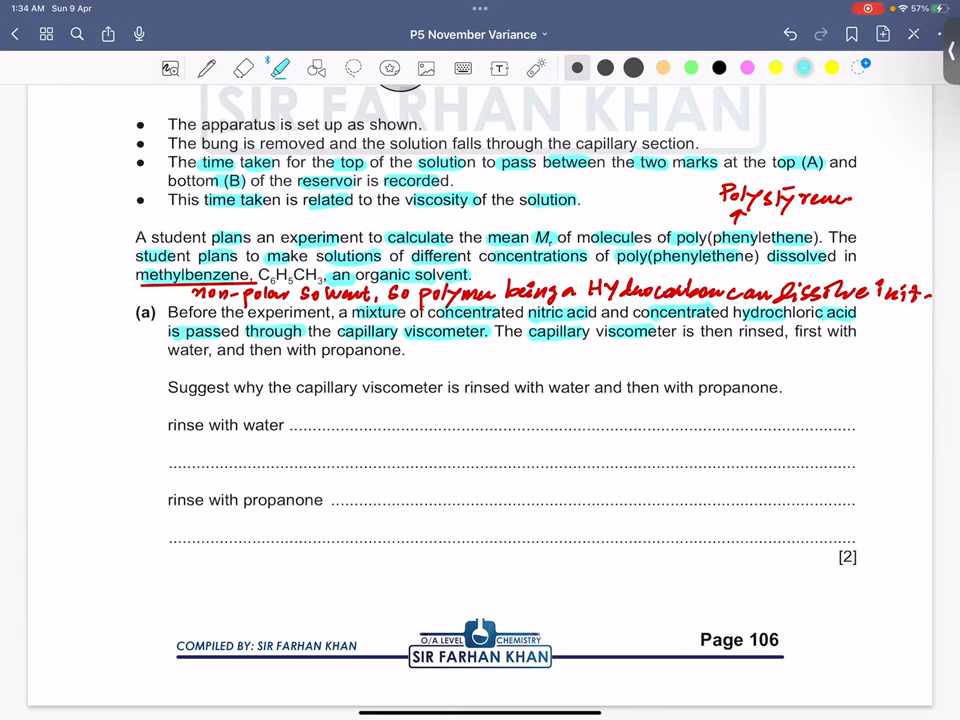 1:34 AM Sun 9 Apr
57%
P5 November Variance
SIR FARHAN KHAN
• The apparatus is set up as shown.
• The bung is removed and the solution falls through the capillary section.
• The time taken for the top of the solution to pass between the two marks at the top (A) and
bottom (B) of the reservoir is recorded.
• This time taken is related to the viscosity of the solution.
Polystyrene
A student plans an experiment to calculate the mean Mr of molecules of poly(phenylethene). The
student plans to make solutions of different concentrations of poly(phenylethene) dissolved in
methylbenzene, C₆H₅CH₃, an organic solvent.
non-polar solvent, so polymer being a Hydrocarbon can dissolve in it.
(a) Before the experiment, a mixture of concentrated nitric acid and concentrated hydrochloric acid
is passed through the capillary viscometer. The capillary viscometer is then rinsed, first with
water, and then with propanone.
Suggest why the capillary viscometer is rinsed with water and then with propanone.
rinse with water ........................................................................
........................................................................
rinse with propanone ........................................................................
........................................................................
[2]
COMPILED BY: SIR FARHAN KHAN
O/A LEVEL CHEMISTRY
SIR FARHAN KHAN
Page 106